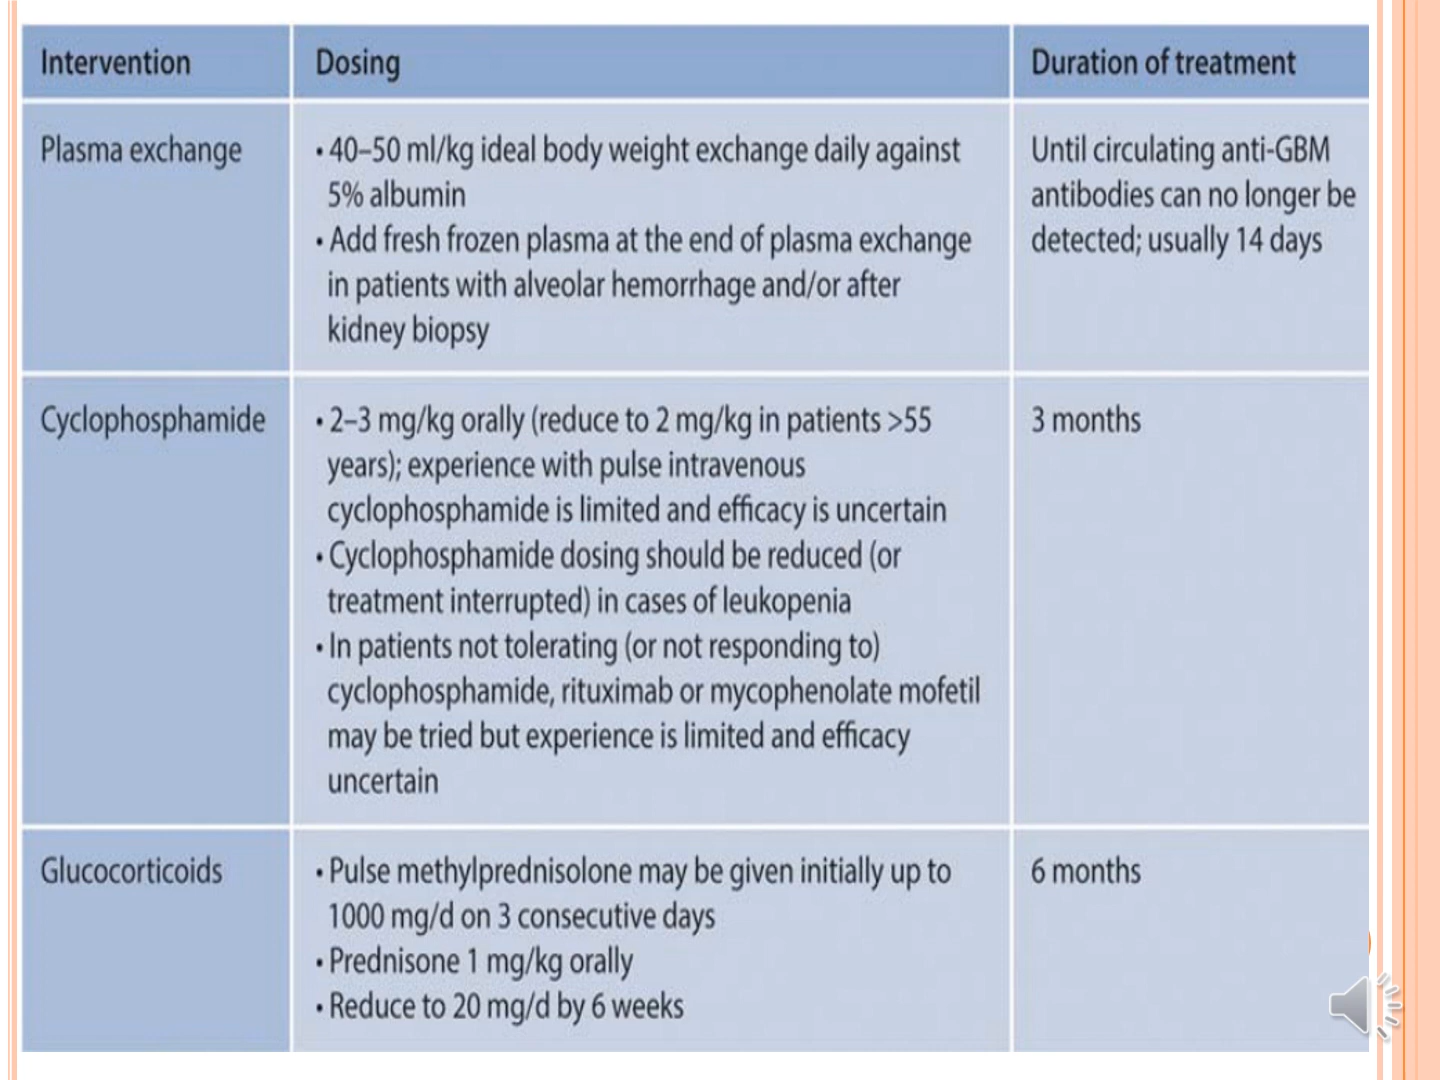 Intervention
Dosing
Duration of treatment
Plasma exchange
• 40–50 ml/kg ideal body weight exchange daily against
5% albumin
• Add fresh frozen plasma at the end of plasma exchange
in patients with alveolar hemorrhage and/or after
kidney biopsy
Until circulating anti-GBM
antibodies can no longer be
detected; usually 14 days
Cyclophosphamide
• 2–3 mg/kg orally (reduce to 2 mg/kg in patients >55
years); experience with pulse intravenous
cyclophosphamide is limited and efficacy is uncertain
• Cyclophosphamide dosing should be reduced (or
treatment interrupted) in cases of leukopenia
• In patients not tolerating (or not responding to)
cyclophosphamide, rituximab or mycophenolate mofetil
may be tried but experience is limited and efficacy
uncertain
3 months
Glucocorticoids
• Pulse methylprednisolone may be given initially up to
1000 mg/d on 3 consecutive days
• Prednisone 1 mg/kg orally
• Reduce to 20 mg/d by 6 weeks
6 months